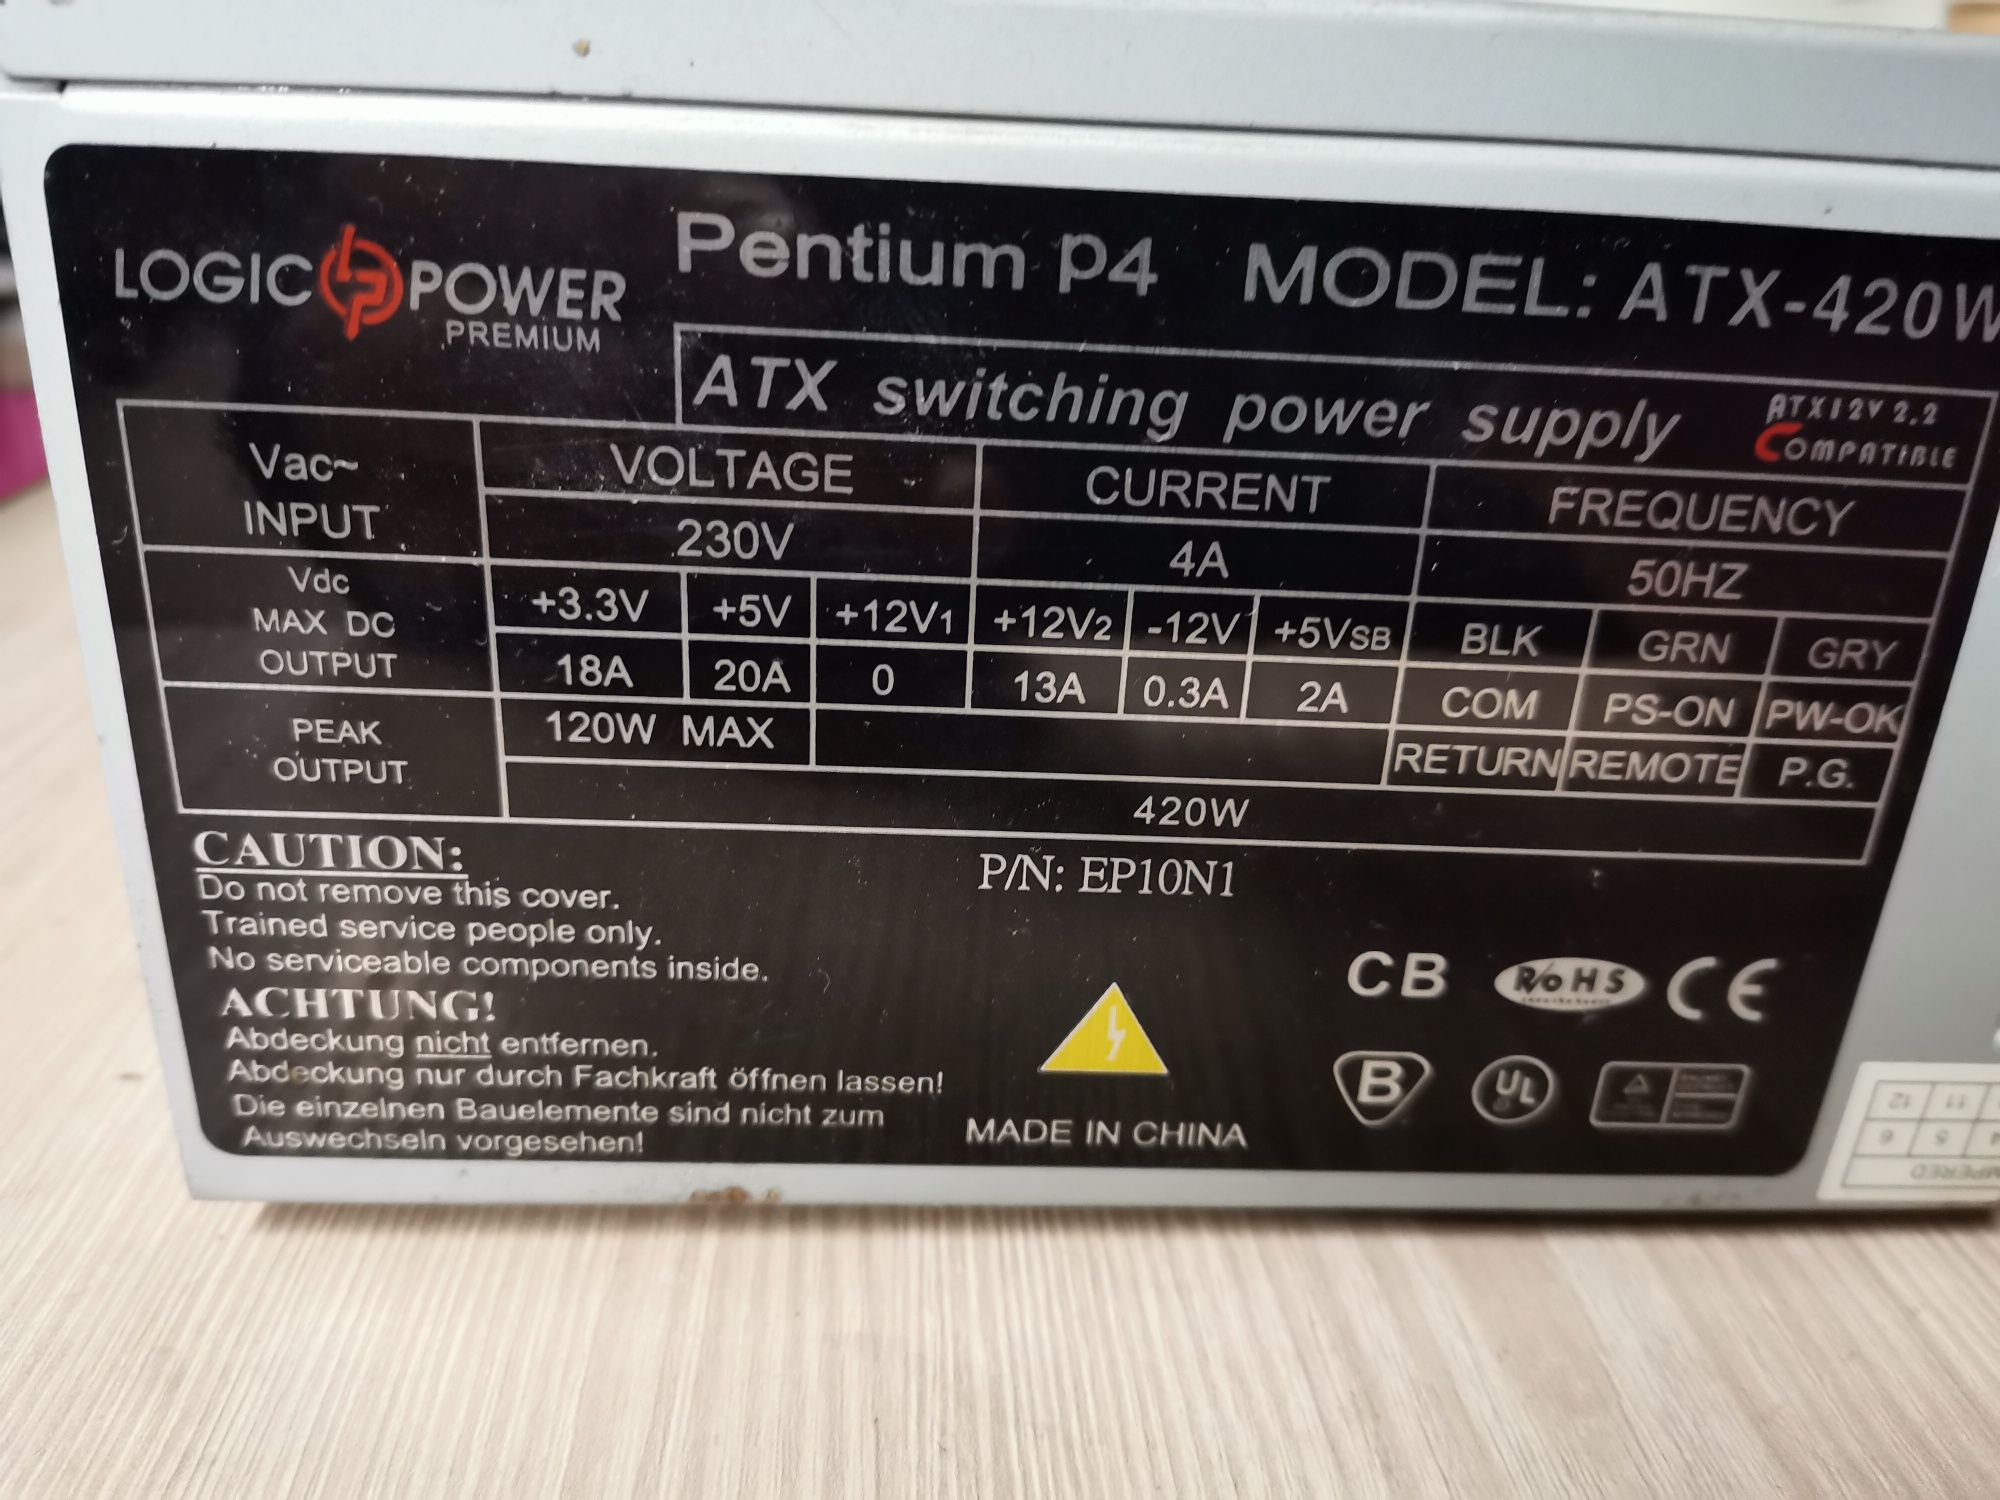 LOGIC POWER
PREMIUM
Pentium P4 MODEL: ATX-420W
ATX switching power supply
ATX12V 2.2
COMPATIBLE
Vac~ INPUT VOLTAGE CURRENT FREQUENCY
230V 4A 50HZ
Vdc
MAX DC
OUTPUT
+3.3V +5V +12V1 +12V2 -12V +5VSB BLK GRN GRY
18A 20A 0 13A 0.3A 2A COM PS-ON PW-OK
PEAK
OUTPUT
120W MAX RETURN REMOTE P.G.
420W
CAUTION:
Do not remove this cover.
Trained service people only.
No serviceable components inside.
ACHTUNG!
Abdeckung nicht entfernen.
Abdeckung nur durch Fachkraft öffnen lassen!
Die einzelnen Bauelemente sind nicht zum
Auswechseln vorgesehen!
P/N: EP10N1
MADE IN CHINA
CB RoHS CE
B UL
12 11
6 5 4